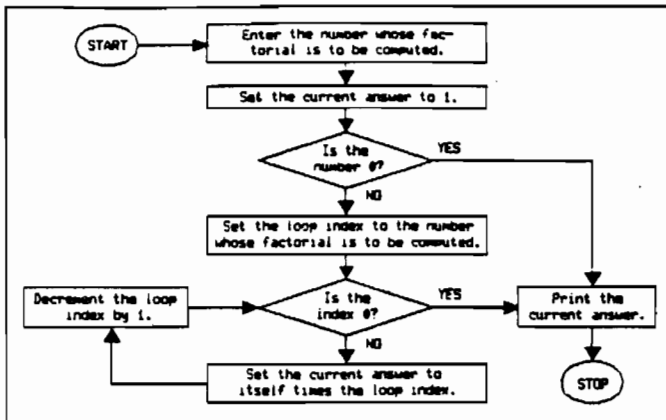 START
Enter the number whose fac-
torial is to be computed.
Set the current answer to 1.
Is the
number 0?
YES
NO
Set the loop index to the number
whose factorial is to be computed.
Decrement the loop
index by 1.
Is the
index 0?
YES
Print the
current answer.
NO
Set the current answer to
itself times the loop index.
STOP